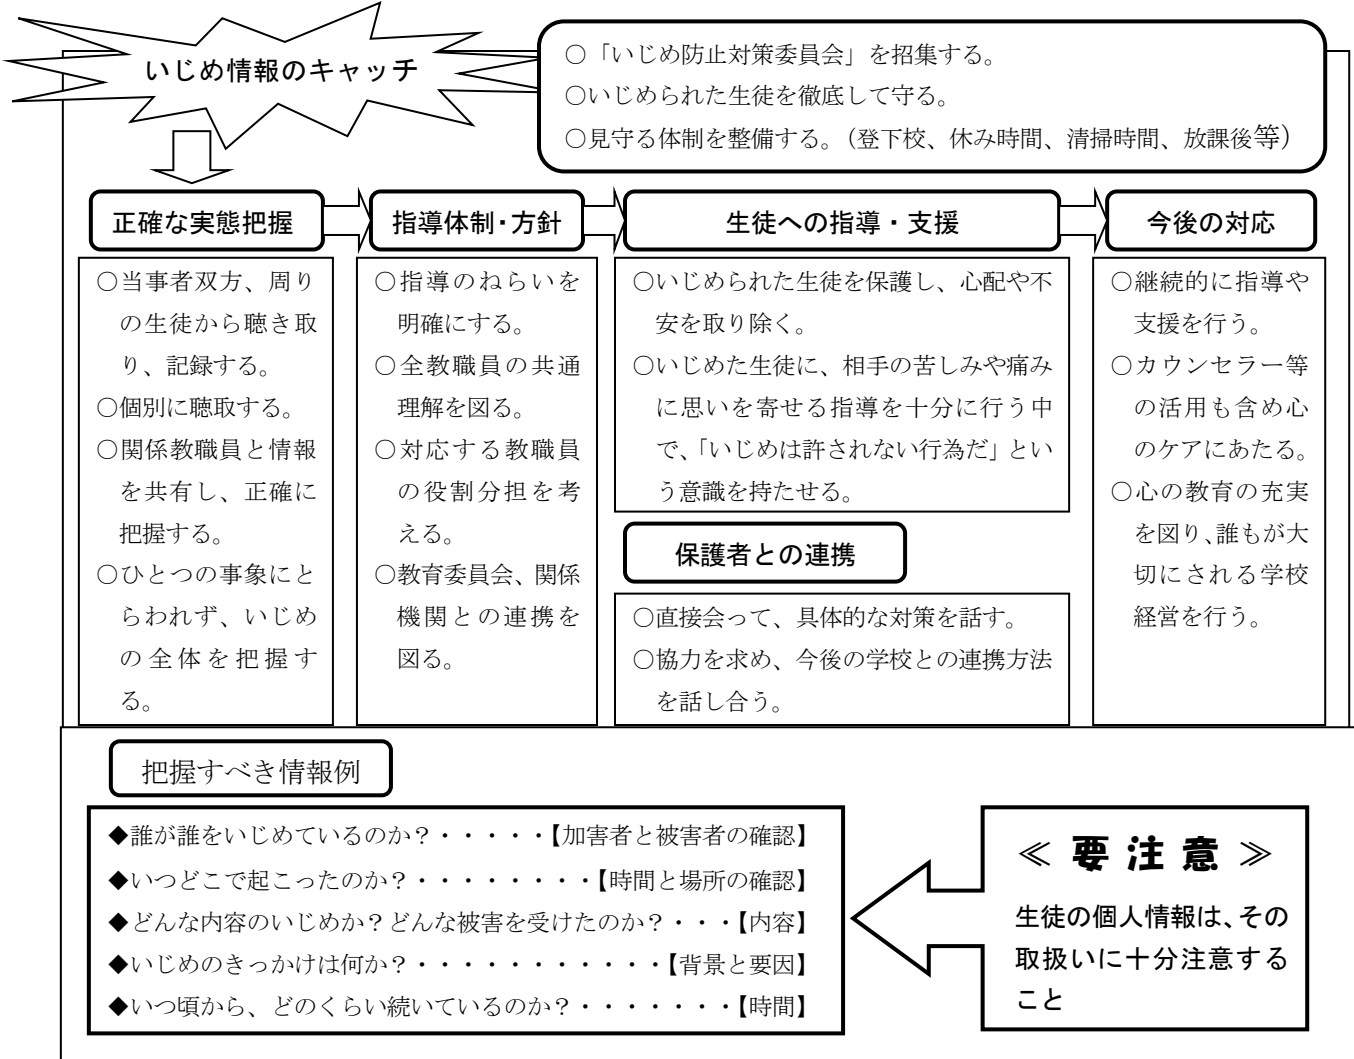 いじめ情報のキャッチ
○「いじめ防止対策委員会」を招集する。
○いじめられた生徒を徹底して守る。
○見守る体制を整備する。（登下校、休み時間、清掃時間、放課後等）
正確な実態把握
○当事者双方、周り
の生徒から聴き取
り、記録する。
○個別に聴取する。
○関係教職員と情報
を共有し、正確に
把握する。
○ひとつの事象にと
らわれず、いじめ
の全体を把握す
る。
指導体制・方針
○指導のねらいを
明確にする。
○全教職員の共通
理解を図る。
○対応する教職員
の役割分担を考
える。
○教育委員会、関係
機関との連携を
図る。
生徒への指導・支援
○いじめられた生徒を保護し、心配や不
安を取り除く。
○いじめた生徒に、相手の苦しみや痛み
に思いを寄せる指導を十分に行う中
で、「いじめは許されない行為だ」とい
う意識を持たせる。
保護者との連携
○直接会って、具体的な対策を話す。
○協力を求め、今後の学校との連携方法
を話し合う。
今後の対応
○継続的に指導や
支援を行う。
○カウンセラー等
の活用も含め心
のケアにあたる。
○心の教育の充実
を図り、誰もが大
切にされる学校
経営を行う。
把握すべき情報例
◆誰が誰をいじめているのか？・・・・・【加害者と被害者の確認】
◆いつどこで起こったのか？・・・・・・・・【時間と場所の確認】
◆どんな内容のいじめか？どんな被害を受けたのか？・・・【内容】
◆いじめのきっかけは何か？・・・・・・・・・・・【背景と要因】
◆いつ頃から、どのくらい続いているのか？・・・・・・・【時間】
≪ 要 注 意 ≫
生徒の個人情報は、その
取扱いに十分注意する
こと